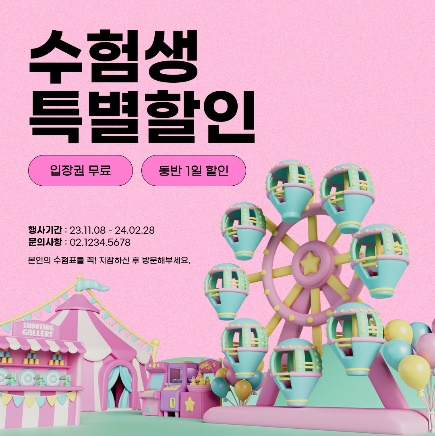 수험생
특별할인
입장권 무료
동반 1일 할인
행사기간 : 23.11.08 - 24.02.28
문의사항 : 02.1234.5678
본인의 수험표를 꼭! 지참하신 후 방문해부세요.
SHOOTING
GALLERY